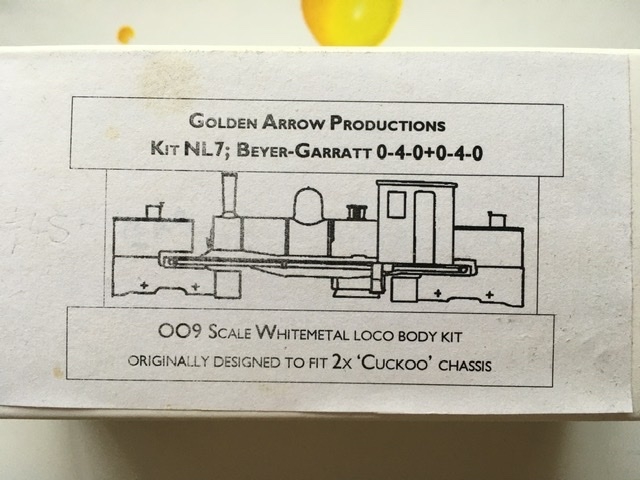 GOLDEN ARROW PRODUCTIONS
KIT NL7; BEYER-GARRATT 0-4-0+0-4-0
OO9 SCALE WHITEMETAL LOCO BODY KIT
ORIGINALLY DESIGNED TO FIT 2X 'CUCKOO' CHASSIS